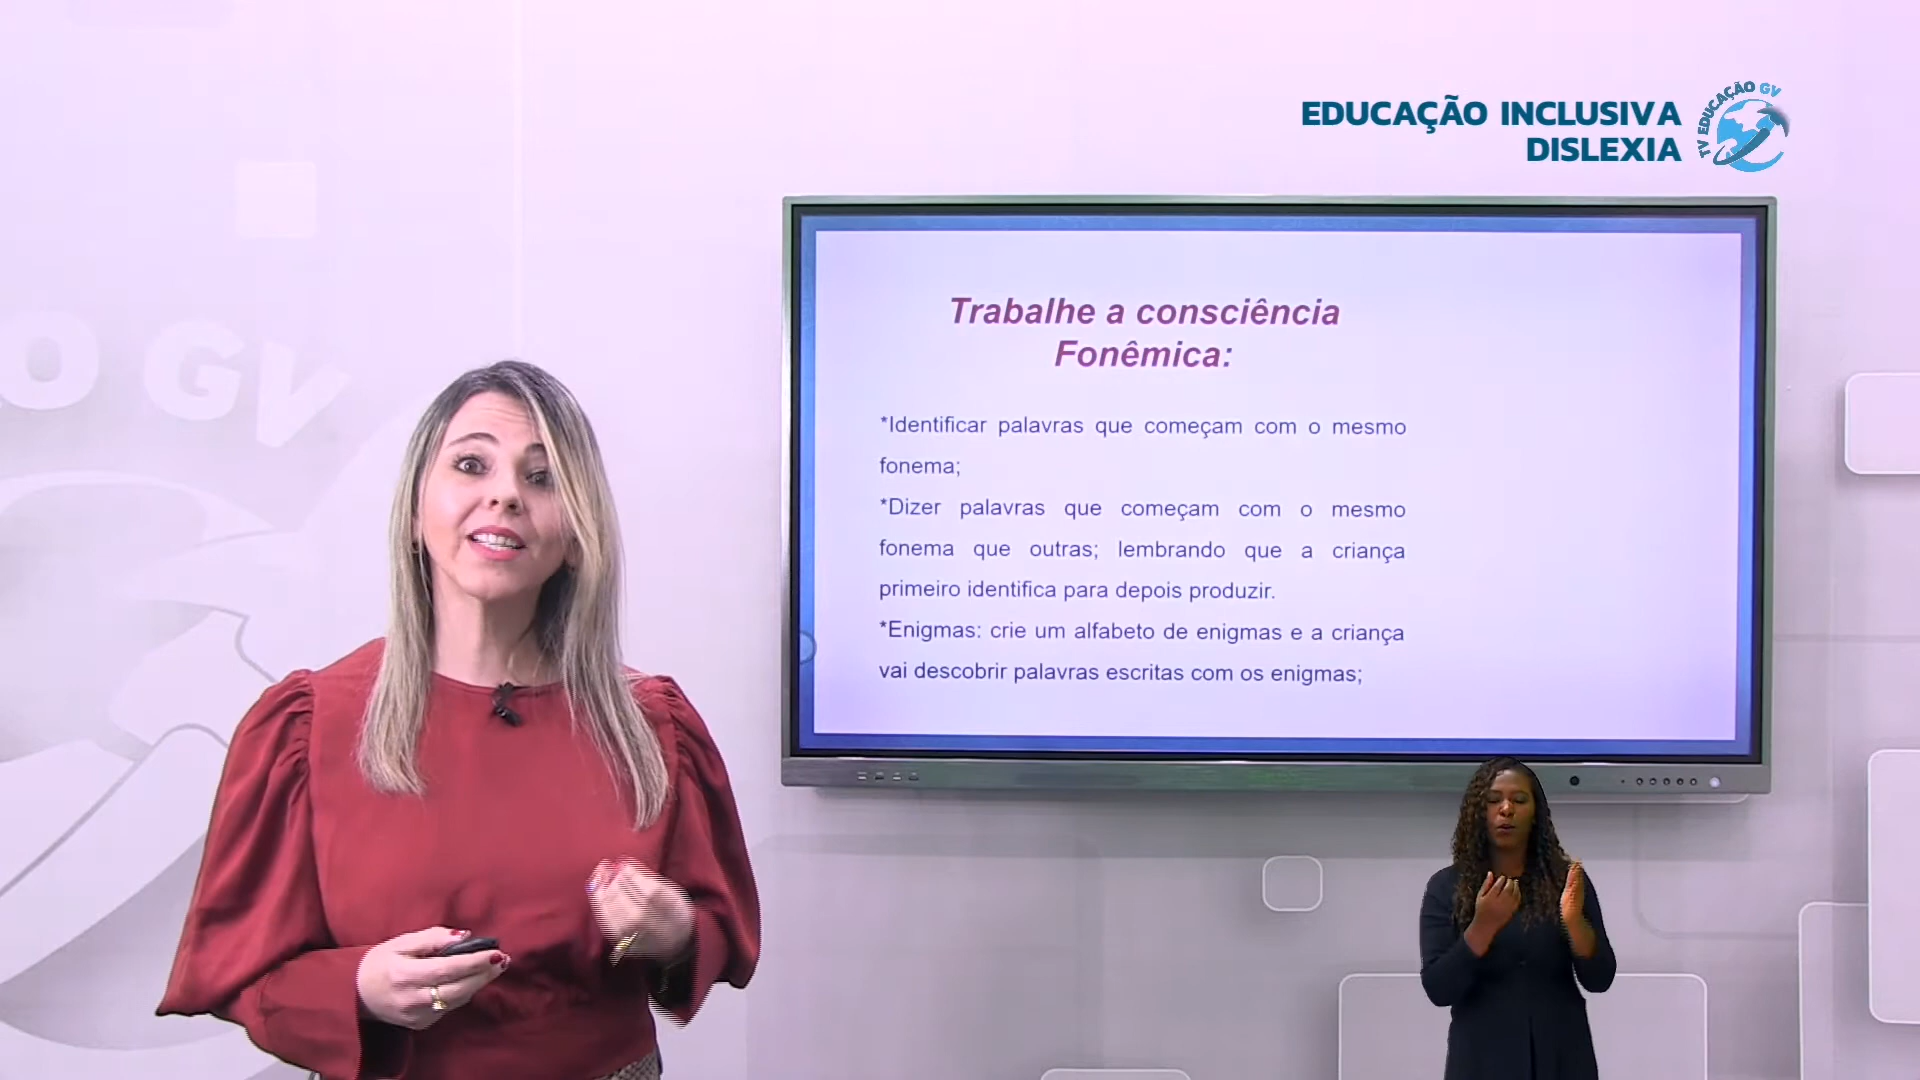 EDUCAÇÃO INCLUSIVA
DISLEXIA
TV EDUCAÇÃO GV
Trabalhe a consciência
Fonêmica:
*Identificar palavras que começam com o mesmo
fonema;
*Dizer palavras que começam com o mesmo
fonema que outras; lembrando que a criança
primeiro identifica para depois produzir.
*Enigmas: crie um alfabeto de enigmas e a criança
vai descobrir palavras escritas com os enigmas;
ÃO GV